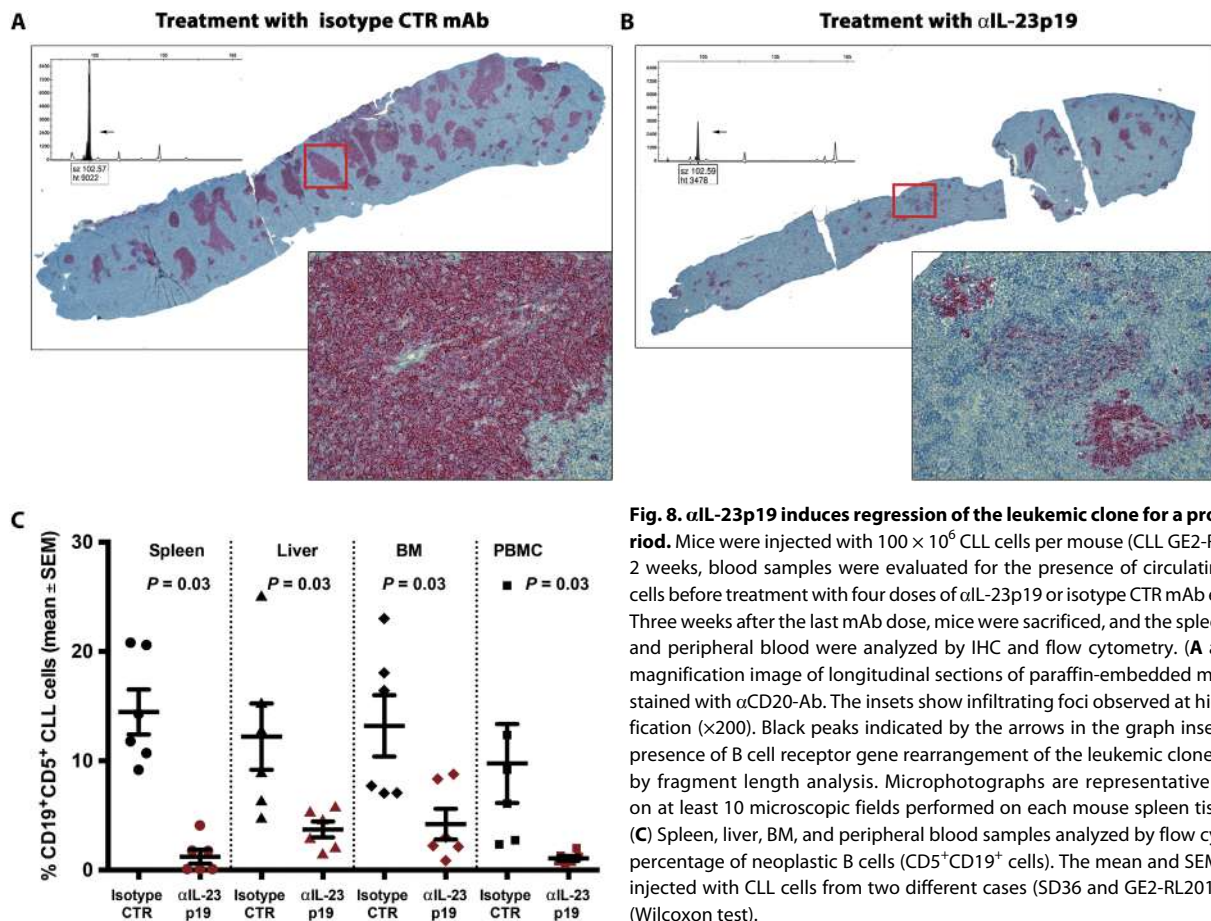 A
Treatment with isotype CTR mAb
B
Treatment with αIL-23p19
sz 102.57
sz 102.59
ht 3478
C
% CD19⁺CD5⁺ CLL cells (mean ± SEM)
30
20
10
0
Spleen
Liver
BM
PBMC
P = 0.03
P = 0.03
P = 0.03
P = 0.03
Isotype CTR
αIL-23 p19
Isotype CTR
αIL-23 p19
Isotype CTR
αIL-23 p19
Isotype CTR
αIL-23 p19
Fig. 8. αIL-23p19 induces regression of the leukemic clone for a pro
riod. Mice were injected with 100 × 10⁶ CLL cells per mouse (CLL GE2-R
2 weeks, blood samples were evaluated for the presence of circulatin
cells before treatment with four doses of αIL-23p19 or isotype CTR mAb
Three weeks after the last mAb dose, mice were sacrificed, and the splee
and peripheral blood were analyzed by IHC and flow cytometry. (A a
magnification image of longitudinal sections of paraffin-embedded m
stained with αCD20-Ab. The insets show infiltrating foci observed at hi
fication (×200). Black peaks indicated by the arrows in the graph inse
presence of B cell receptor gene rearrangement of the leukemic clone
by fragment length analysis. Microphotographs are representative
on at least 10 microscopic fields performed on each mouse spleen tis
(C) Spleen, liver, BM, and peripheral blood samples analyzed by flow cy
percentage of neoplastic B cells (CD5⁺CD19⁺ cells). The mean and SEM
injected with CLL cells from two different cases (SD36 and GE2-RL201
(Wilcoxon test).